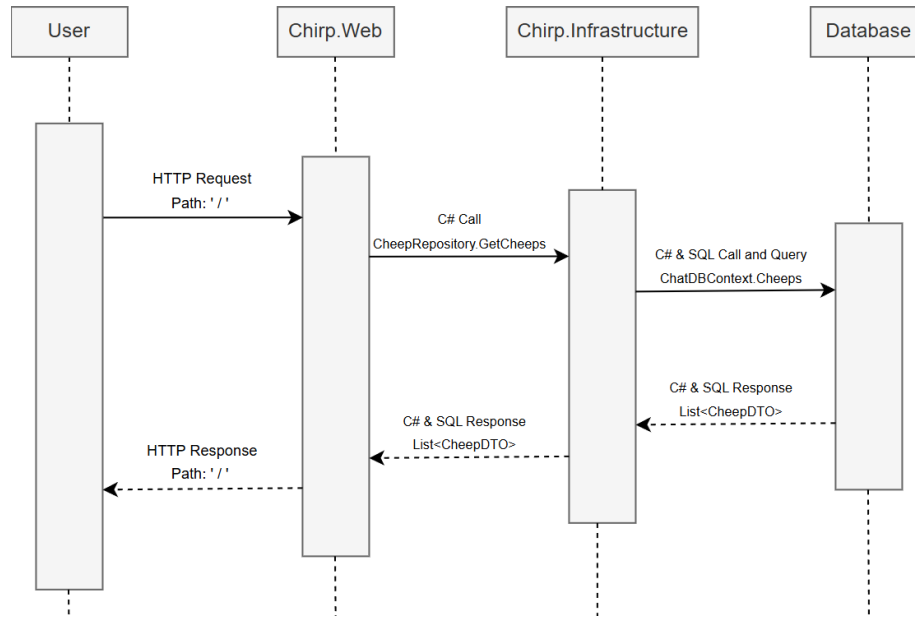 User
Chirp.Web
Chirp.Infrastructure
Database
HTTP Request
Path: ' / '
C# Call
CheepRepository.GetCheeps
C# & SQL Call and Query
ChatDBContext.Cheeps
C# & SQL Response
List<CheepDTO>
C# & SQL Response
List<CheepDTO>
HTTP Response
Path: ' / '